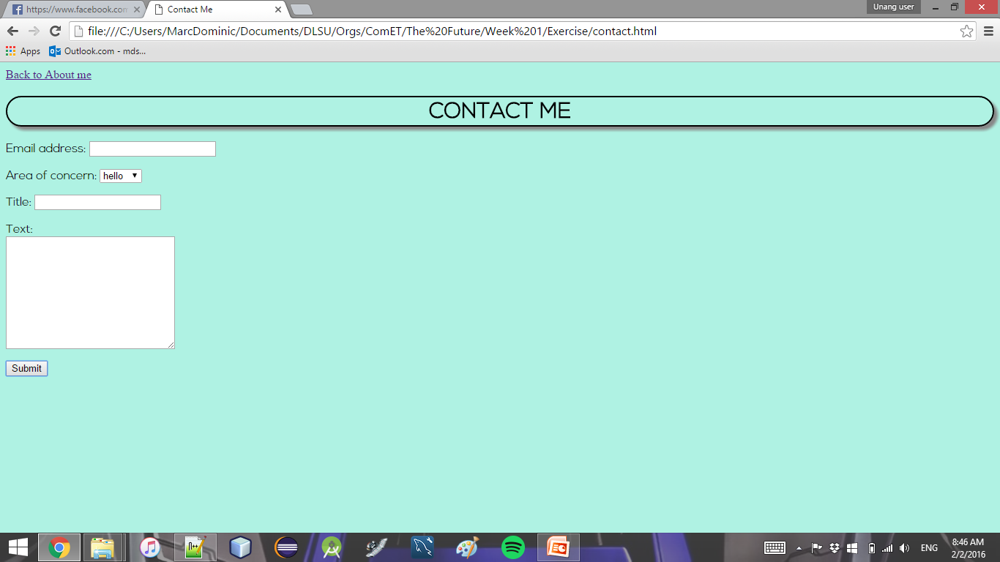 https://www.facebook.com
Contact Me
Unang user
file:///C:/Users/MarcDominic/Documents/DLSU/Orgs/ComET/The%20Future/Week%201/Exercise/contact.html
Apps
Outlook.com - mds...
Back to About me
CONTACT ME
Email address:
Area of concern: hello
Title:
Text:
Submit
ENG
8:46 AM
2/2/2016